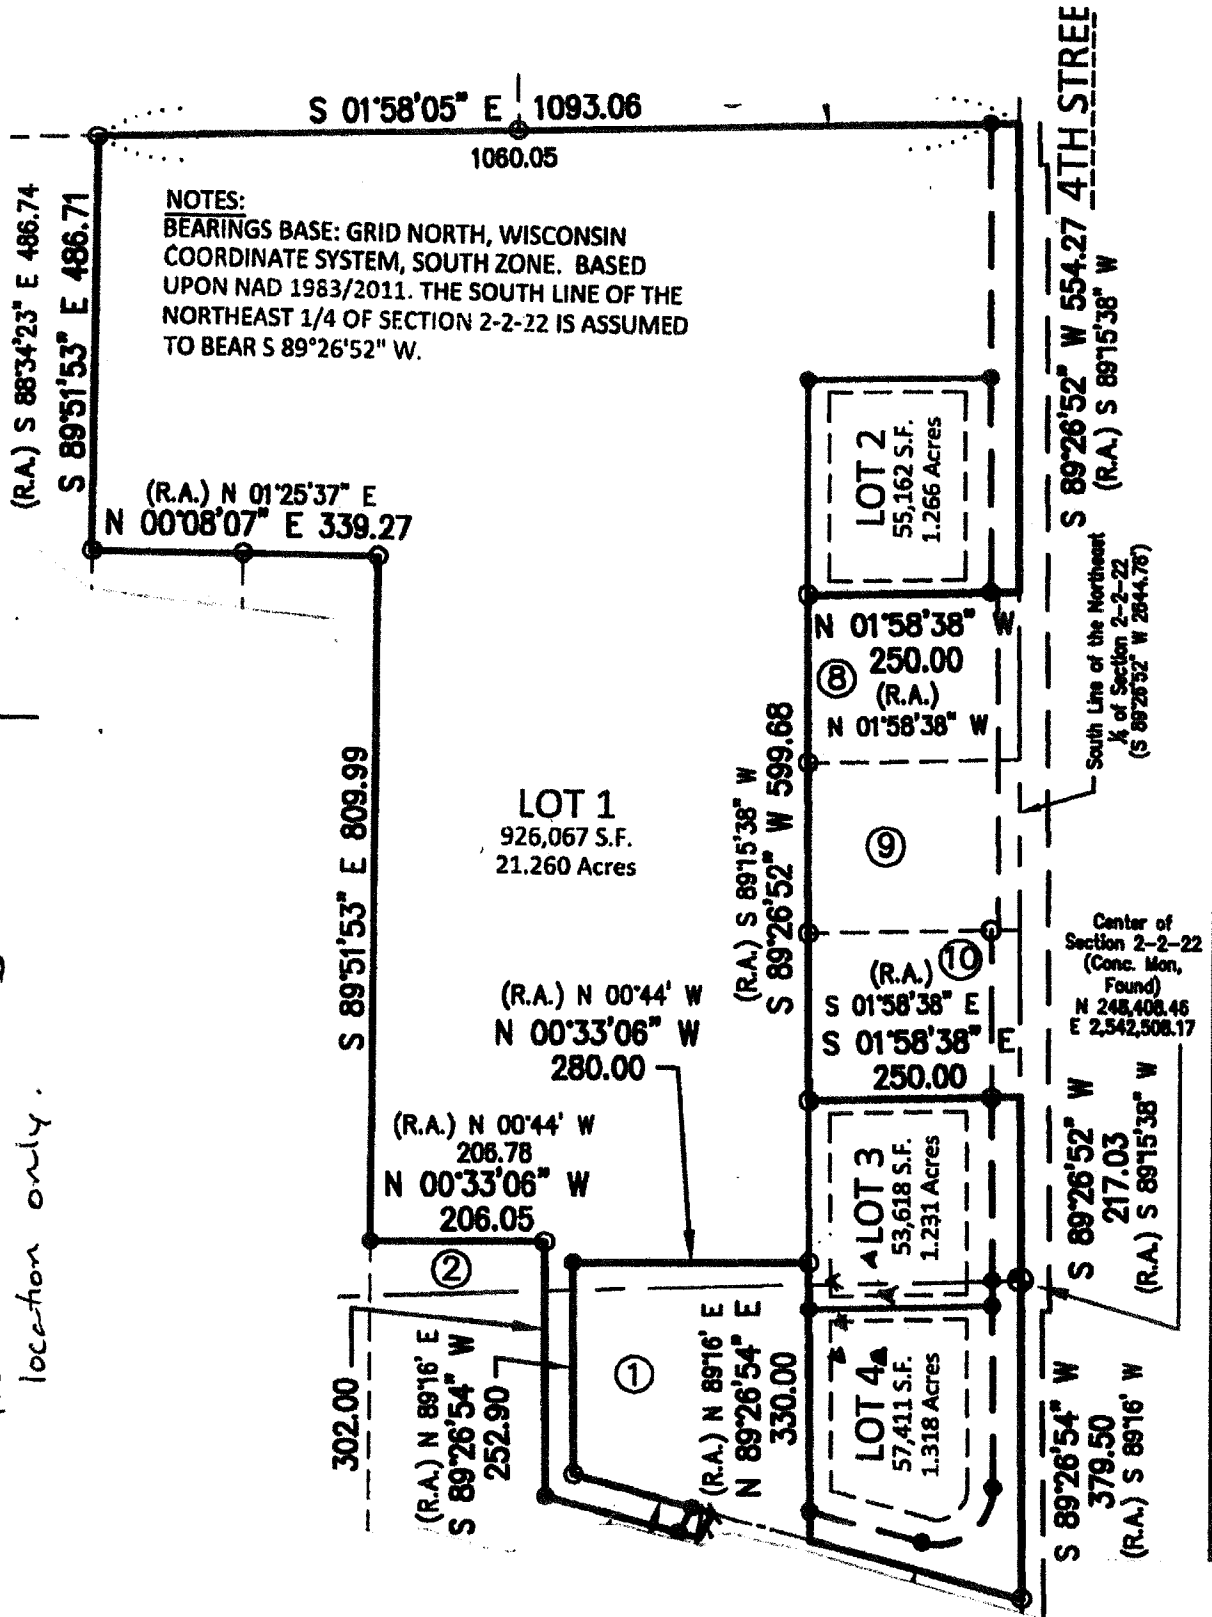 S 01°58'05" E 1093.06
1060.05
4TH STREE
(R.A.) S 88°34'23" E 486.74
S 89°51'53" E 486.71
NOTES:
BEARINGS BASE: GRID NORTH, WISCONSIN
COORDINATE SYSTEM, SOUTH ZONE. BASED
UPON NAD 1983/2011. THE SOUTH LINE OF THE
NORTHEAST 1/4 OF SECTION 2-2-22 IS ASSUMED
TO BEAR S 89°26'52" W.
S 89°26'52" W 554.27
(R.A.) S 89°15'38" W
(R.A.) N 01°25'37" E
N 00°08'07" E 339.27
LOT 2
55,162 S.F.
1.266 Acres
N 01°58'38" W
250.00
(R.A.)
N 01°58'38" W
8
South Line of the Northeast
¼ of Section 2-2-22
(S 89°26'52" W 2644.76')
S 89°51'53" E 809.99
LOT 1
926,067 S.F.
21.260 Acres
(R.A.) S 89°15'38" W
S 89°26'52" W 599.68
9
10
(R.A.)
S 01°58'38" E
S 01°58'38" E
250.00
Center of
Section 2-2-22
(Conc. Mon,
Found)
E 2,542,508.17
(R.A.) N 00°44' W
N 00°33'06" W
280.00
(R.A.) N 00°44' W
206.78
N 00°33'06" W
206.05
2
LOT 3
53,618 S.F.
1.231 Acres
S 89°26'52" W
217.03
(R.A.) S 89°15'38" W
302.00
(R.A.) N 89°16' E
S 89°26'54" W
252.90
1
(R.A.) N 89°16' E
N 89°26'54" E
330.00
LOT 4
57,411 S.F.
1.318 Acres
S 89°26'54" W
379.50
(R.A.) S 89°16' W
location only.